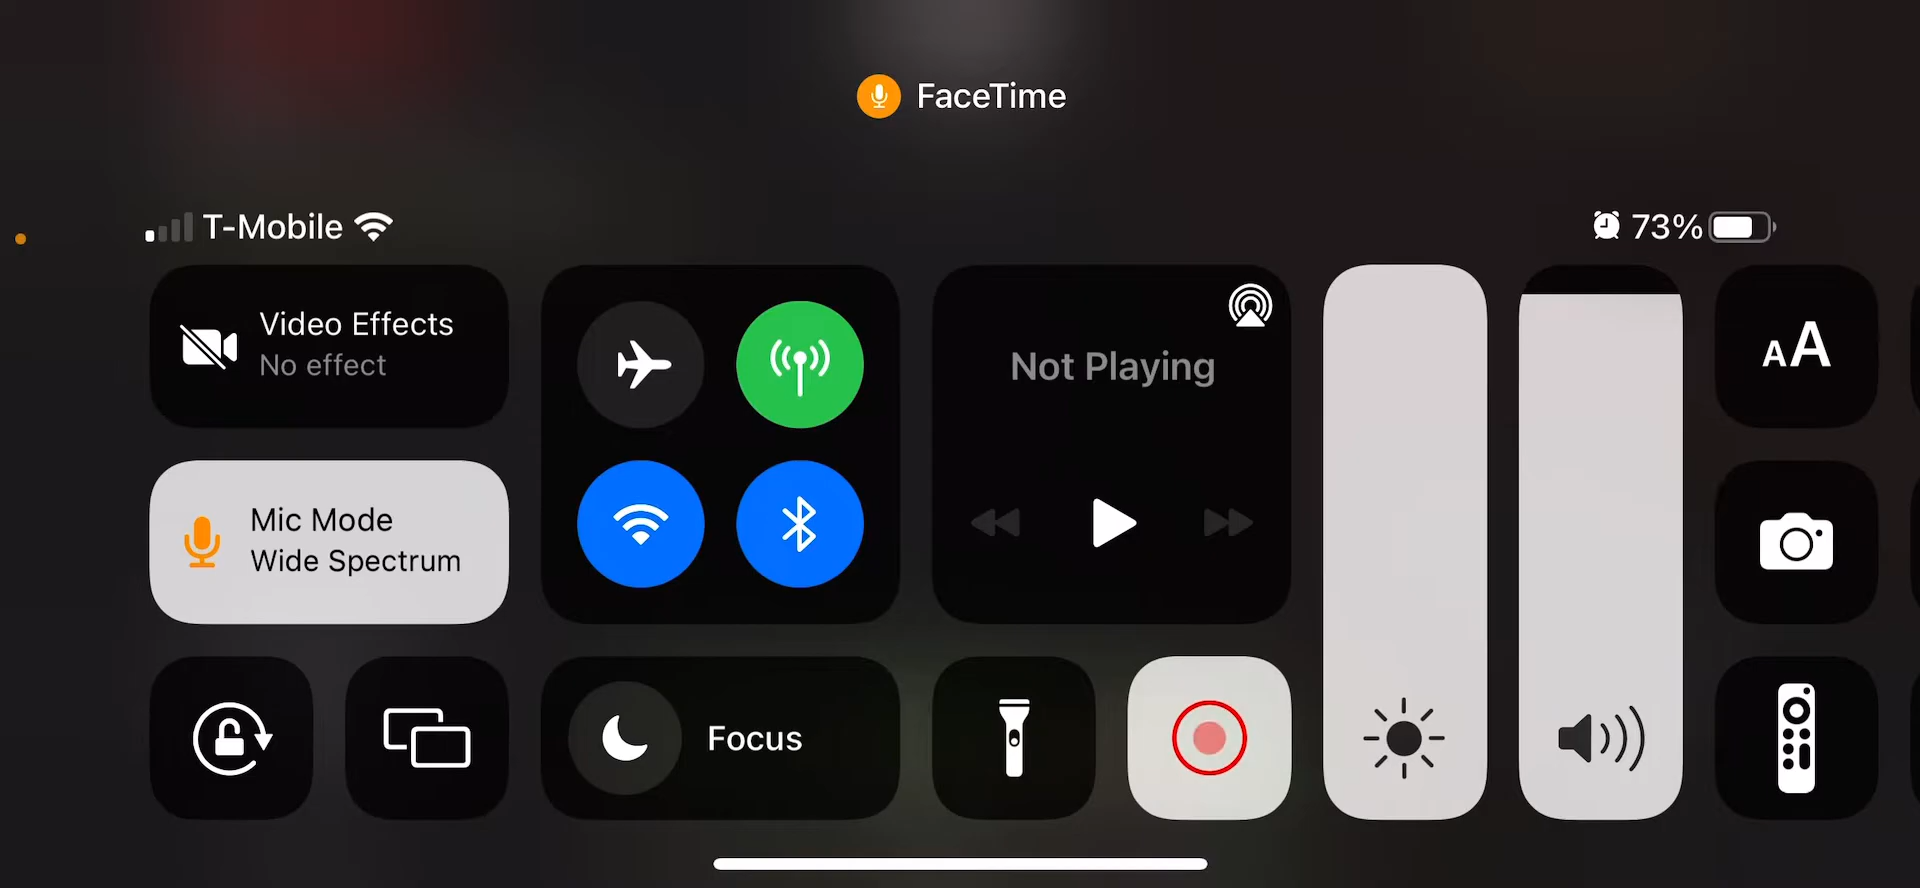 FaceTime
T-Mobile
73%
Video Effects
No effect
Not Playing
AA
Mic Mode
Wide Spectrum
Focus